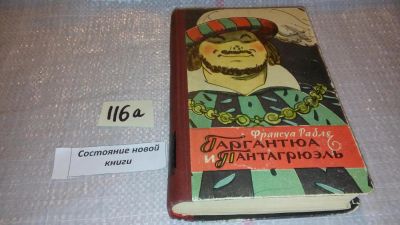 116а
Состояние новой
книги
Франсуа Рабле
Гаргантюа
и Пантагрюэль